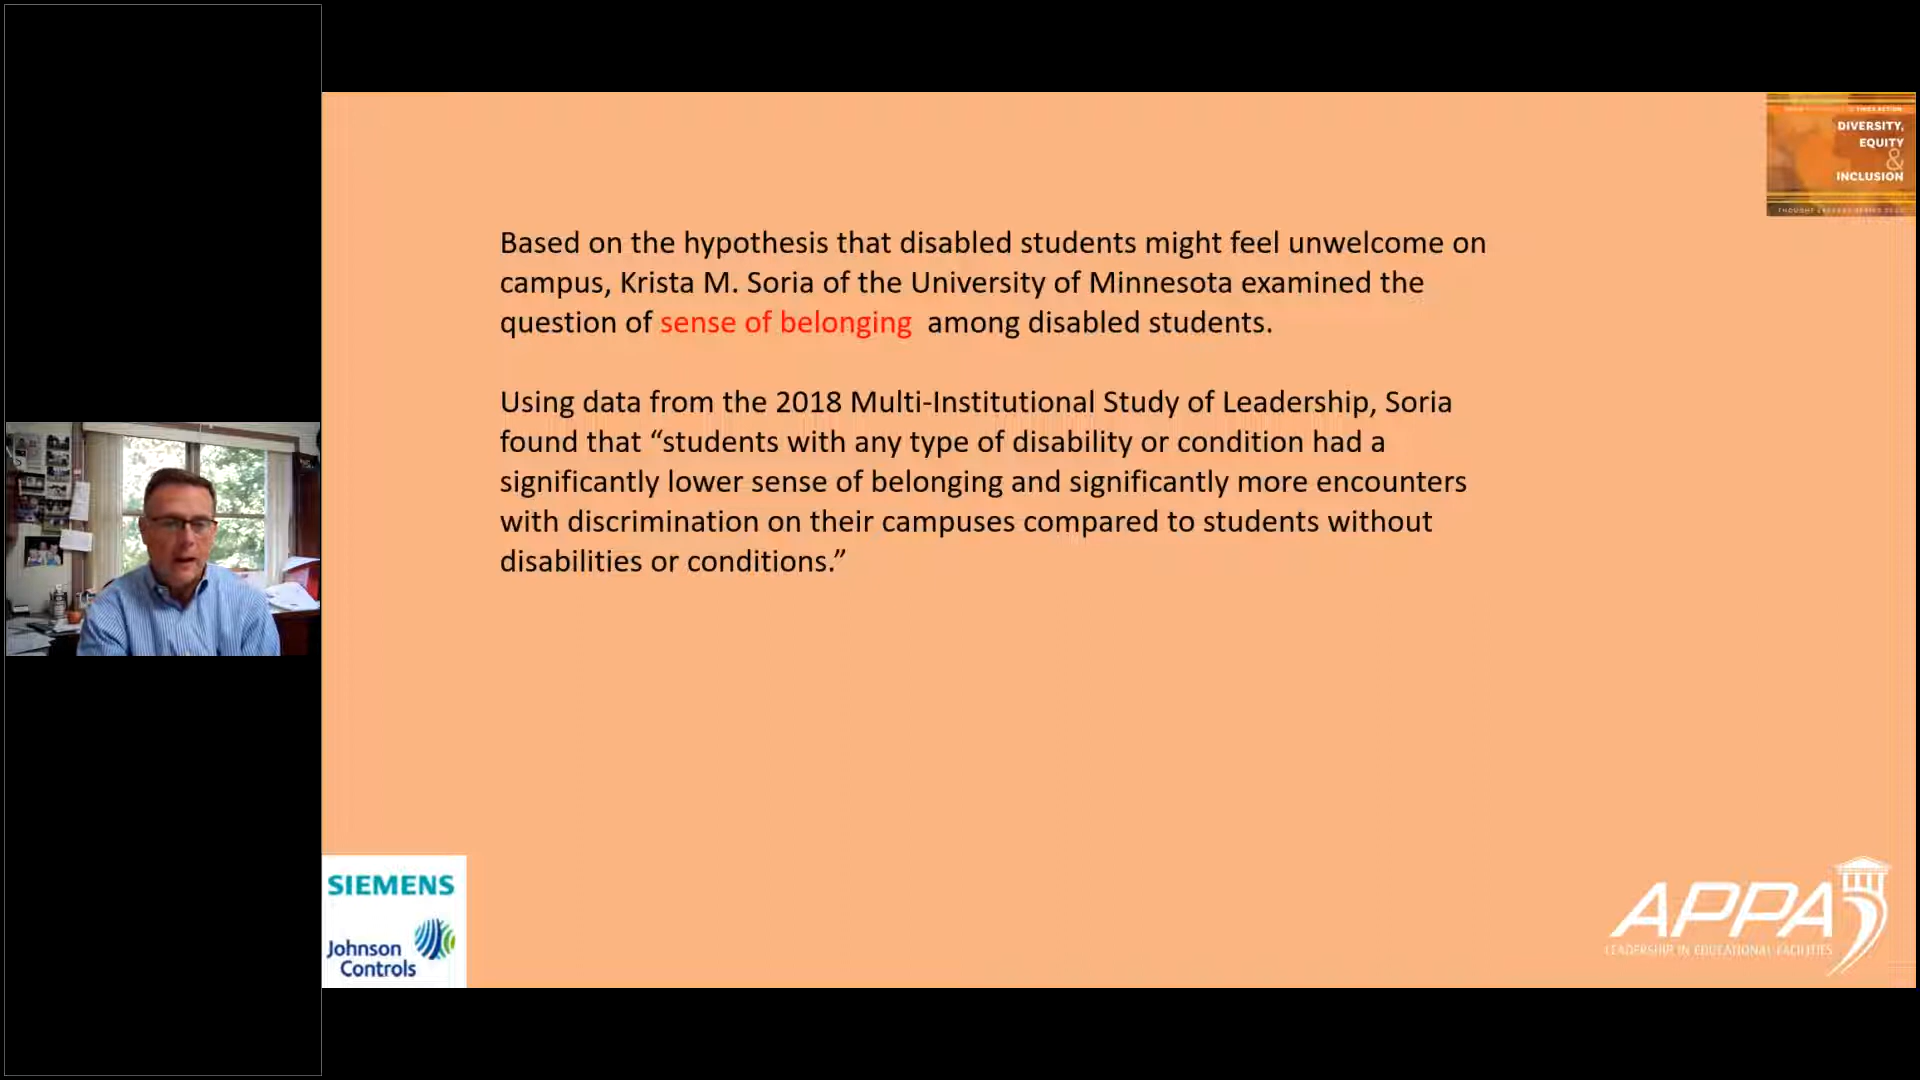 DIVERSITY,
EQUITY
&
INCLUSION
THOUGHT LEADERS SERIES
Based on the hypothesis that disabled students might feel unwelcome on
campus, Krista M. Soria of the University of Minnesota examined the
question of sense of belonging among disabled students.
Using data from the 2018 Multi-Institutional Study of Leadership, Soria
found that “students with any type of disability or condition had a
significantly lower sense of belonging and significantly more encounters
with discrimination on their campuses compared to students without
disabilities or conditions.”
SIEMENS
Johnson
Controls
APPA
LEADERSHIP IN EDUCATIONAL FACILITIES